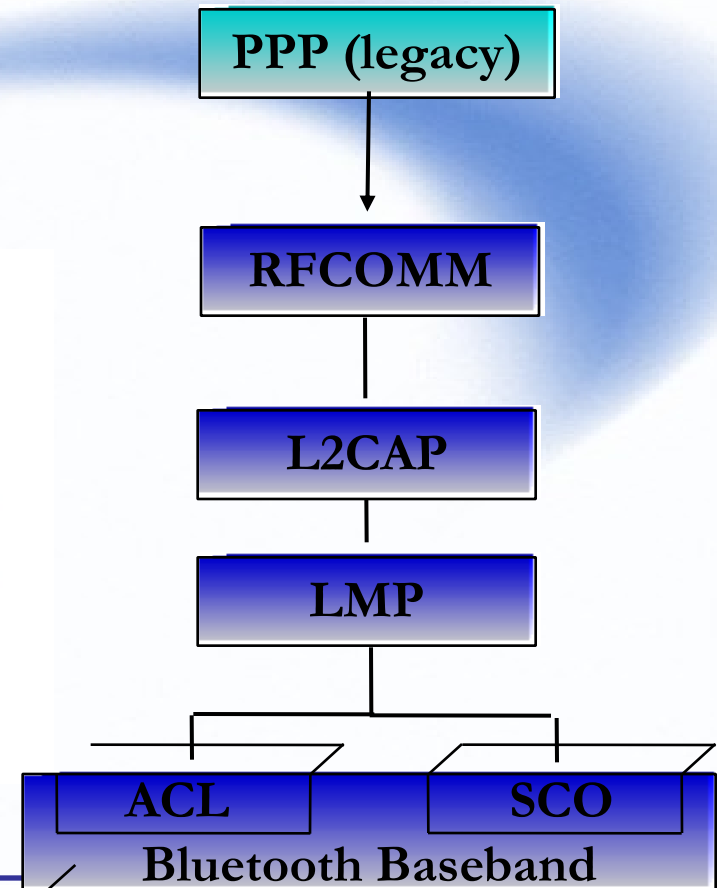 PPP (legacy)
RFCOMM
L2CAP
LMP
ACL SCO
Bluetooth Baseband